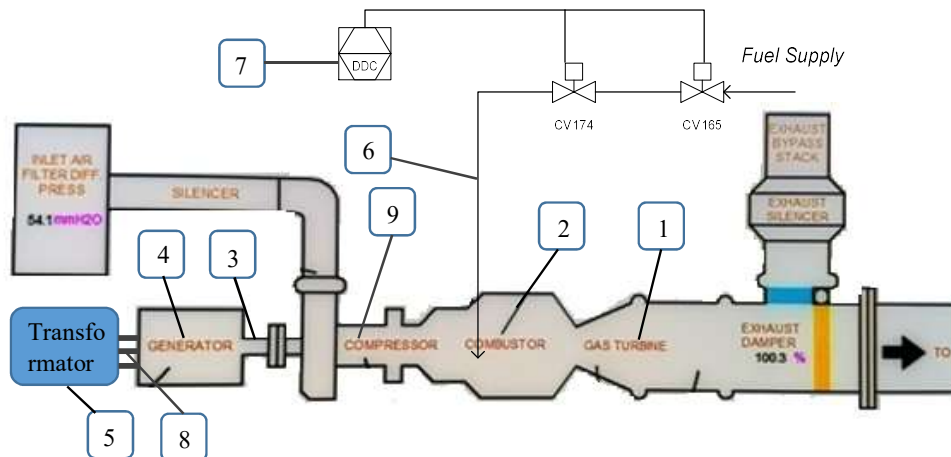 7
DDC
Fuel Supply
CV174
CV165
6
EXHAUST
BYPASS
STACK
INLET AIR
FILTER DIFF.
PRESS
54.1 mmH2O
SILENCER
EXHAUST
SILENCER
9
2
1
4
3
Transfo
rmator
GENERATOR
COMPRESSOR
COMBUSTOR
GAS TURBINE
EXHAUST
DAMPER
100.3 %
TO
5
8